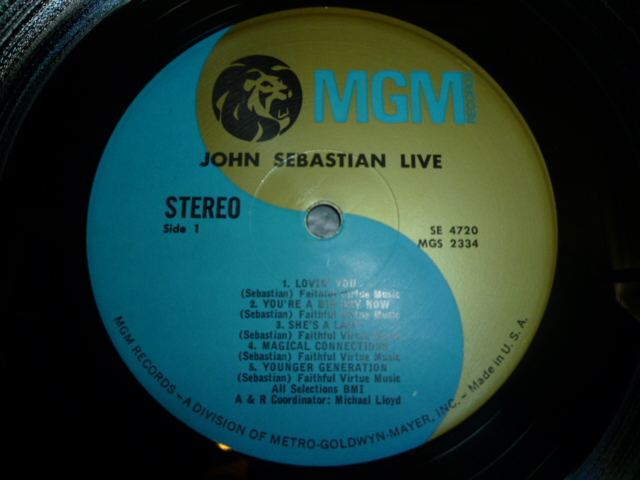 MGM
RECORDS
JOHN SEBASTIAN LIVE
STEREO
Side 1
SE 4720
MGS 2334
1. LOVIN' YOU
(Sebastian) Faithful Virtue Music
2. YOU'RE A BIG BOY NOW
(Sebastian) Faithful Virtue Music
3. SHE'S A LADY
(Sebastian) Faithful Virtue Music
4. MAGICAL CONNECTIONS
(Sebastian) Faithful Virtue Music
5. YOUNGER GENERATION
(Sebastian) Faithful Virtue Music
All Selections BMI
A & R Coordinator: Michael Lloyd
MGM RECORDS – A DIVISION OF METRO-GOLDWYN-MAYER, INC. – Made in U.S.A.